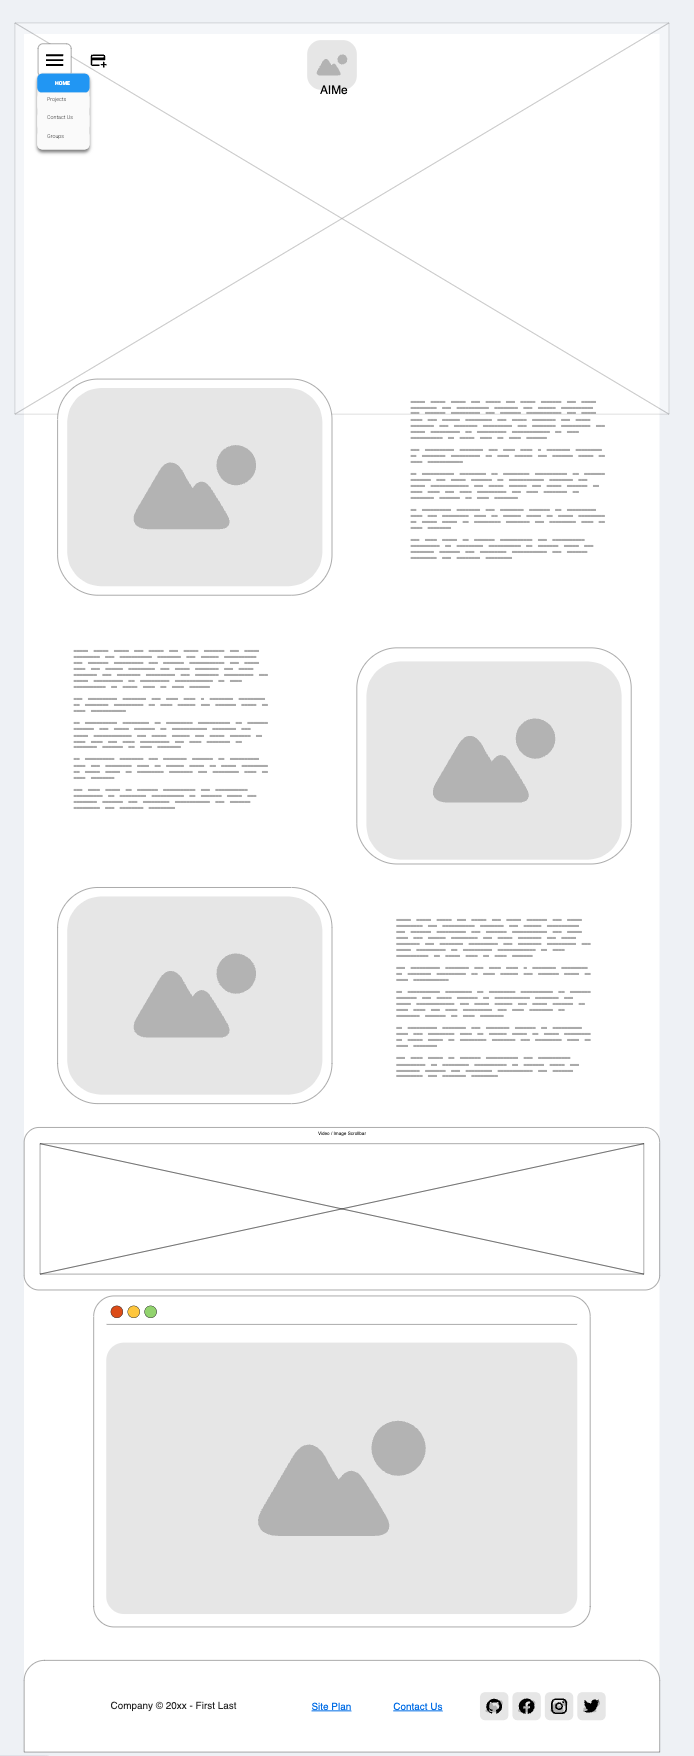 AIMe
HOME
Projects
Contact Us
Groups
Video / Image Scrollbar
Company © 20xx - First Last
Site Plan
Contact Us